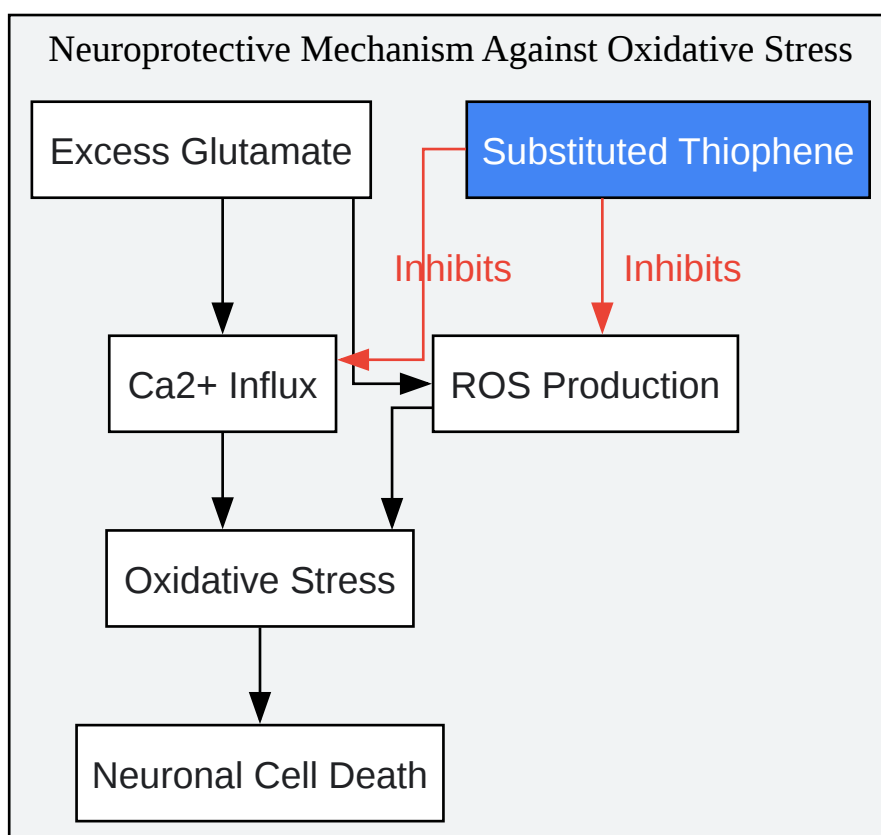 Neuroprotective Mechanism Against Oxidative Stress
Excess Glutamate
Substituted Thiophene
Inhibits
Inhibits
Ca2+ Influx
ROS Production
Oxidative Stress
Neuronal Cell Death